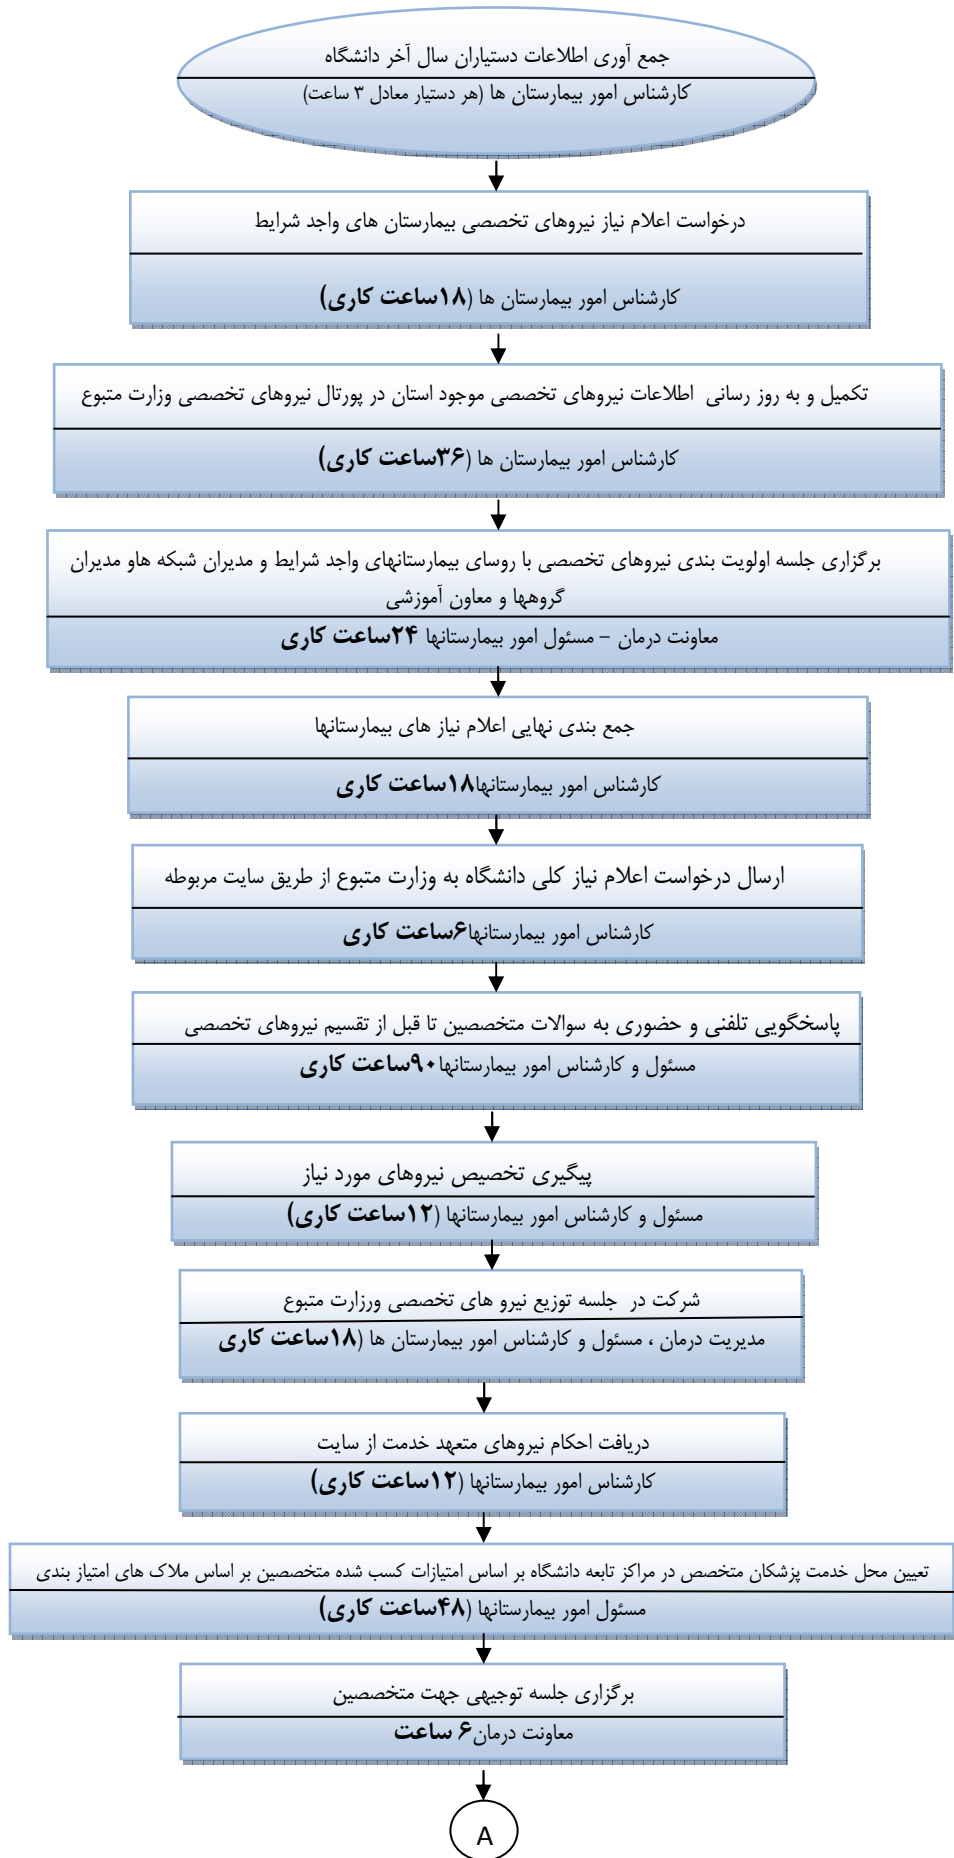 جمع آوری اطلاعات دستیاران سال آخر دانشگاه
کارشناس امور بیمارستان ها (هر دستیار معادل ۳ ساعت)
درخواست اعلام نیاز نیروهای تخصصی بیمارستان های واجد شرایط
کارشناس امور بیمارستان ها (۱۸ساعت کاری)
تکمیل و به روز رسانی اطلاعات نیروهای تخصصی موجود استان در پورتال نیروهای تخصصی وزارت متبوع
کارشناس امور بیمارستان ها (۳۶ساعت کاری)
برگزاری جلسه اولویت بندی نیروهای تخصصی با روسای بیمارستانهای واجد شرایط و مدیران شبکه هاو مدیران
گروهها و معاون آموزشی
معاونت درمان – مسئول امور بیمارستانها ۲۴ساعت کاری
جمع بندی نهایی اعلام نیاز های بیمارستانها
کارشناس امور بیمارستانها۱۸ساعت کاری
ارسال درخواست اعلام نیاز کلی دانشگاه به وزارت متبوع از طریق سایت مربوطه
کارشناس امور بیمارستانها۶ساعت کاری
پاسخگویی تلفنی و حضوری به سوالات متخصصین تا قبل از تقسیم نیروهای تخصصی
مسئول و کارشناس امور بیمارستانها۹۰ساعت کاری
پیگیری تخصیص نیروهای مورد نیاز
مسئول و کارشناس امور بیمارستانها (۱۲ساعت کاری)
شرکت در جلسه توزیع نیرو های تخصصی ورزارت متبوع
مدیریت درمان ، مسئول و کارشناس امور بیمارستان ها (۱۸ساعت کاری
دریافت احکام نیروهای متعهد خدمت از سایت
کارشناس امور بیمارستانها (۱۲ساعت کاری)
تعیین محل خدمت پزشکان متخصص در مراکز تابعه دانشگاه بر اساس امتیازات کسب شده متخصصین بر اساس ملاک های امتیاز بندی
مسئول امور بیمارستانها (۴۸ساعت کاری)
برگزاری جلسه توجیهی جهت متخصصین
معاونت درمان۶ ساعت
A